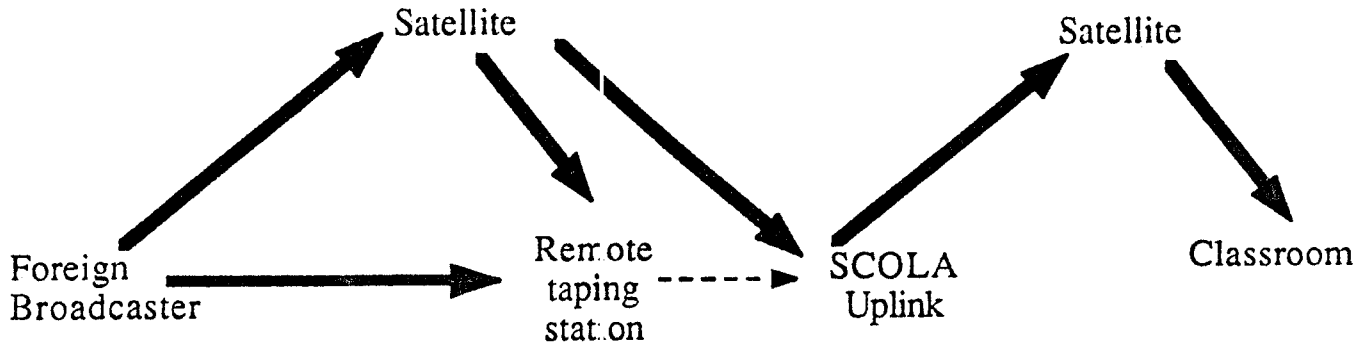 Satellite
Satellite
Foreign
Broadcaster
Remote
taping
station
SCOLA
Uplink
Classroom